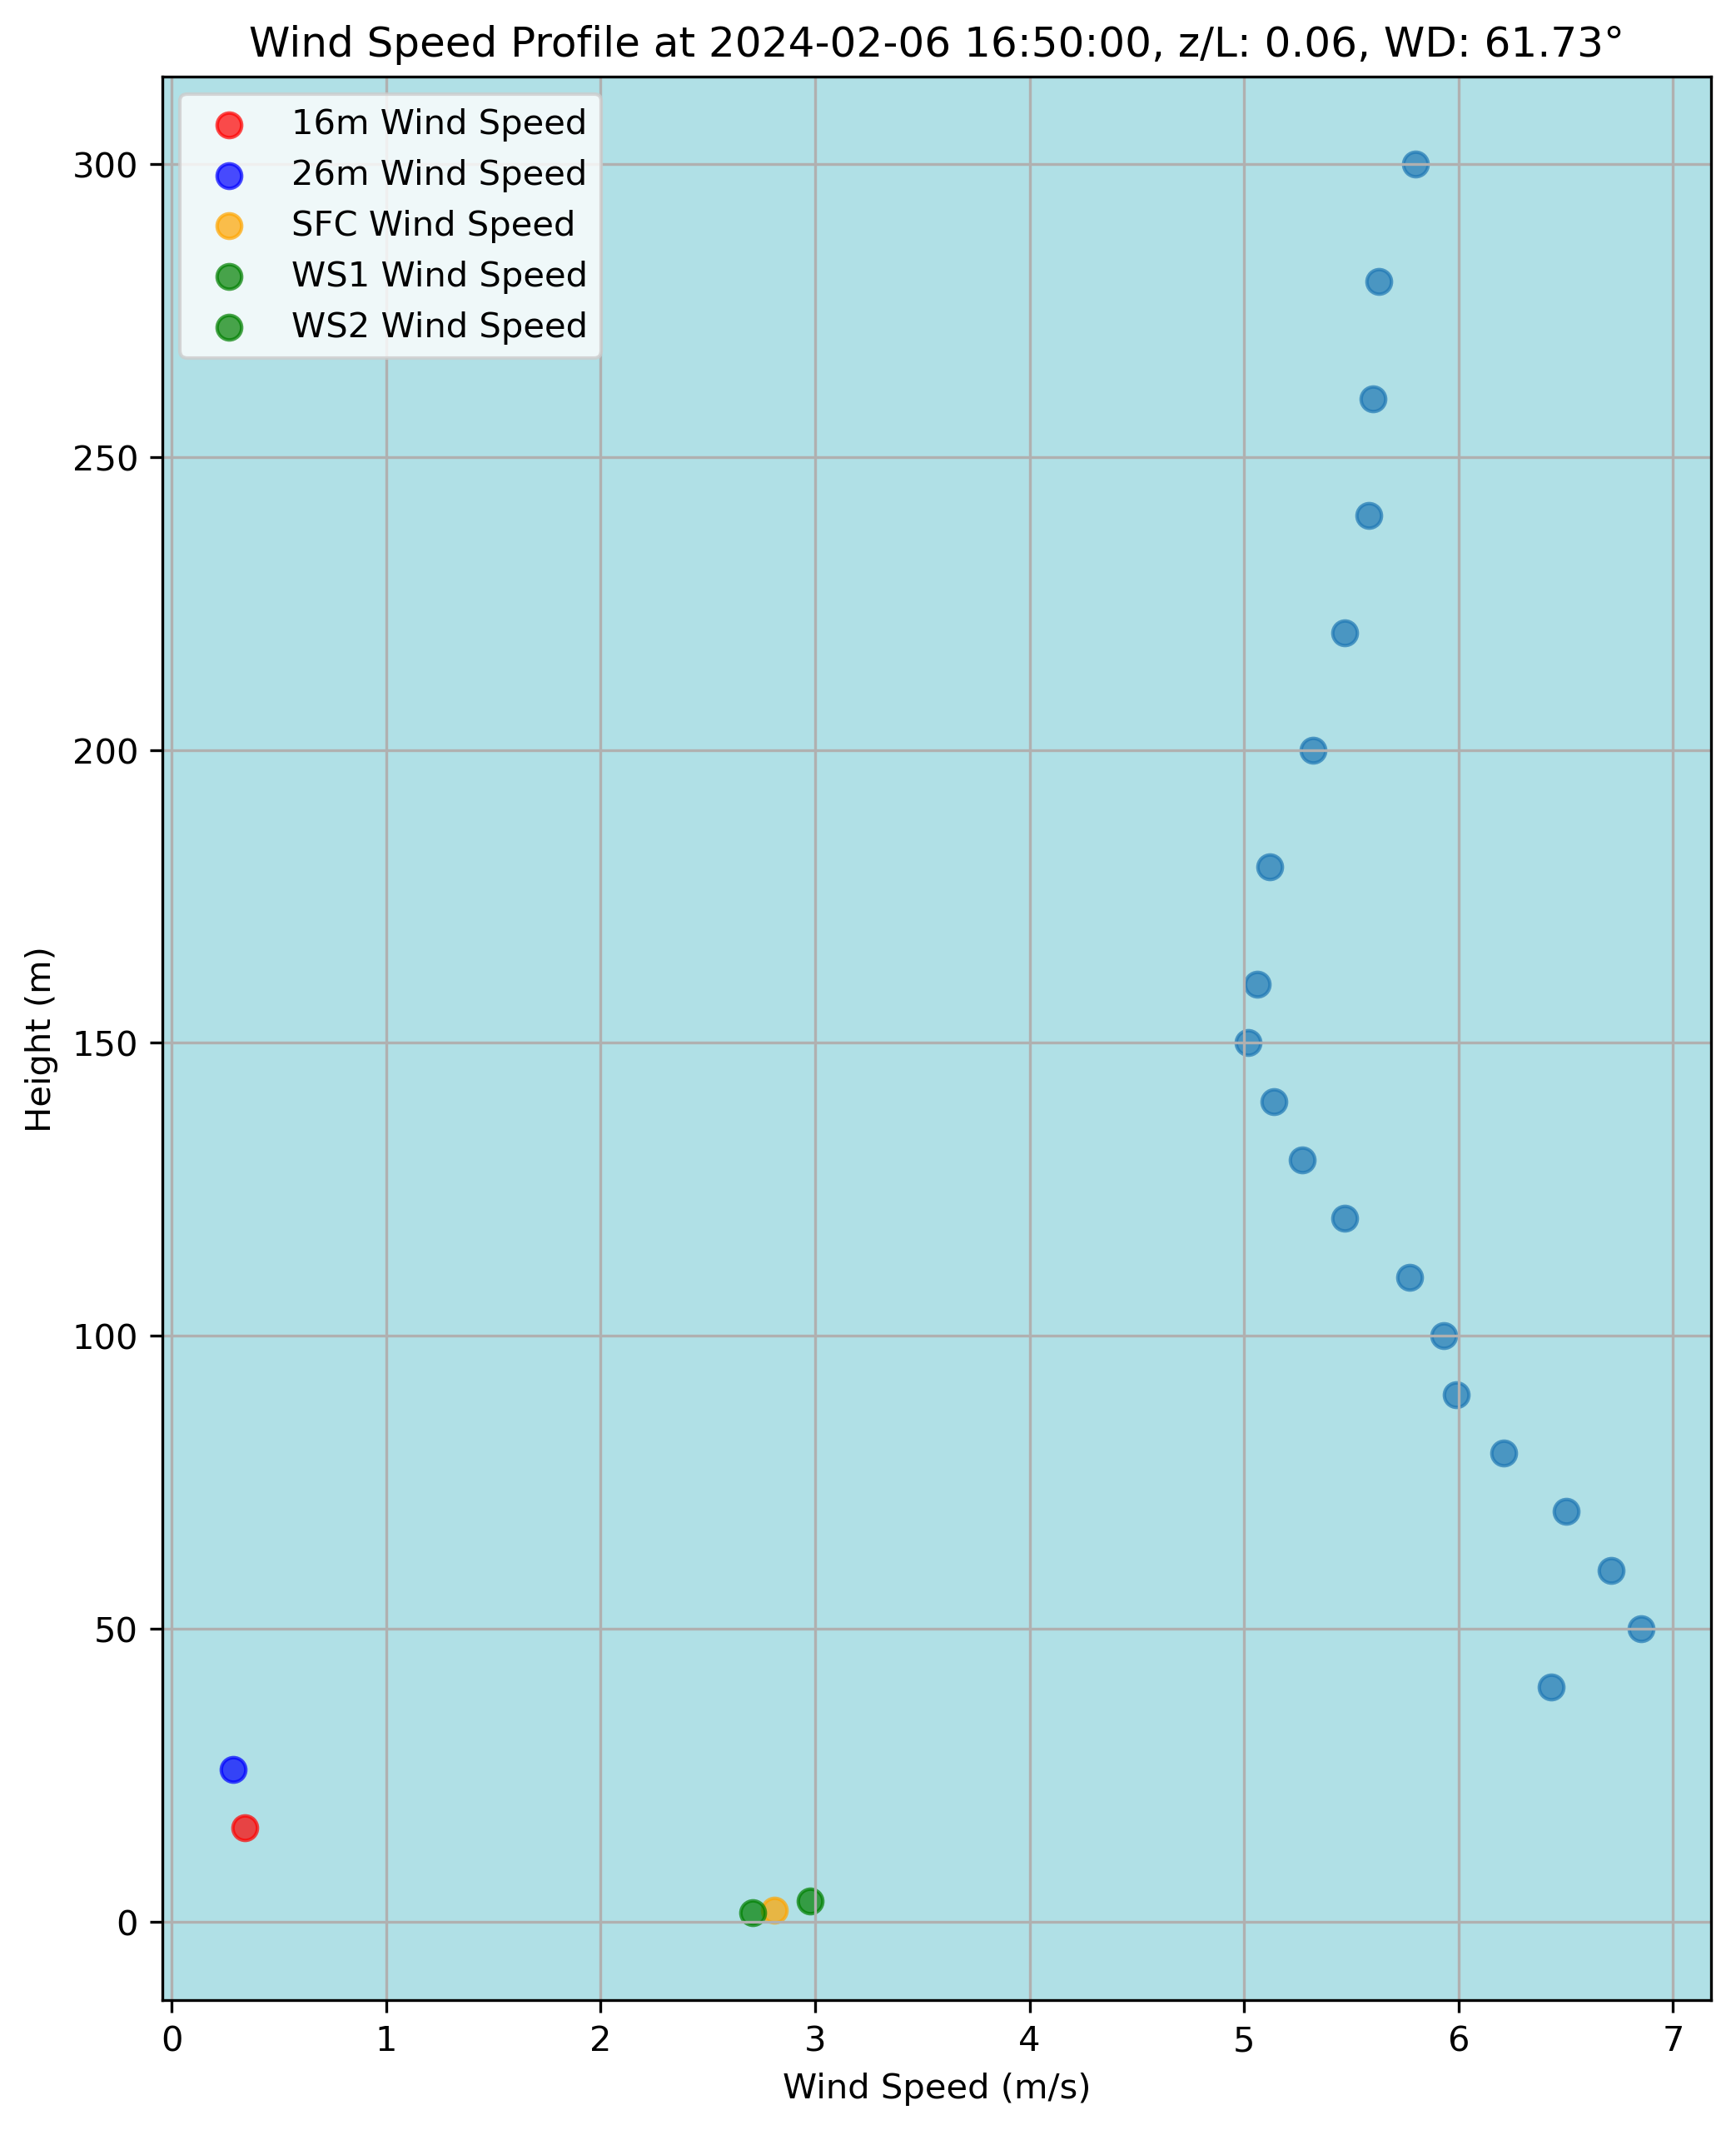 Wind Speed Profile at 2024-02-06 16:50:00, z/L: 0.06, WD: 61.73°
16m Wind Speed
26m Wind Speed
SFC Wind Speed
WS1 Wind Speed
WS2 Wind Speed
300
250
200
150
100
50
0
Height (m)
0 1 2 3 4 5 6 7
Wind Speed (m/s)